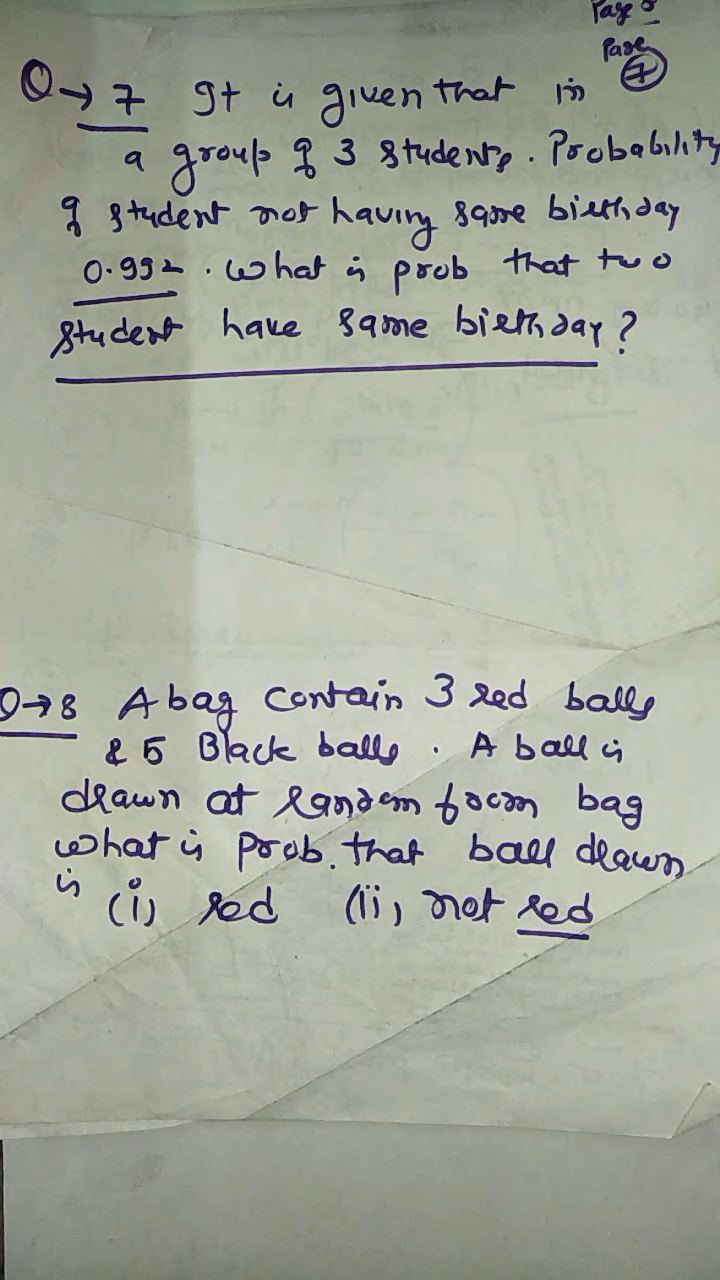 Page 8
Page
7
Q→7 It is given that in
a group of 3 students. Probability
of student not having same birthday
0.992. What is prob that two
student have same birthday?
Q→8 A bag contain 3 red balls
& 5 Black balls. A ball is
drawn at random from bag
what is prob. that ball drawn
is (i) red (ii) not red